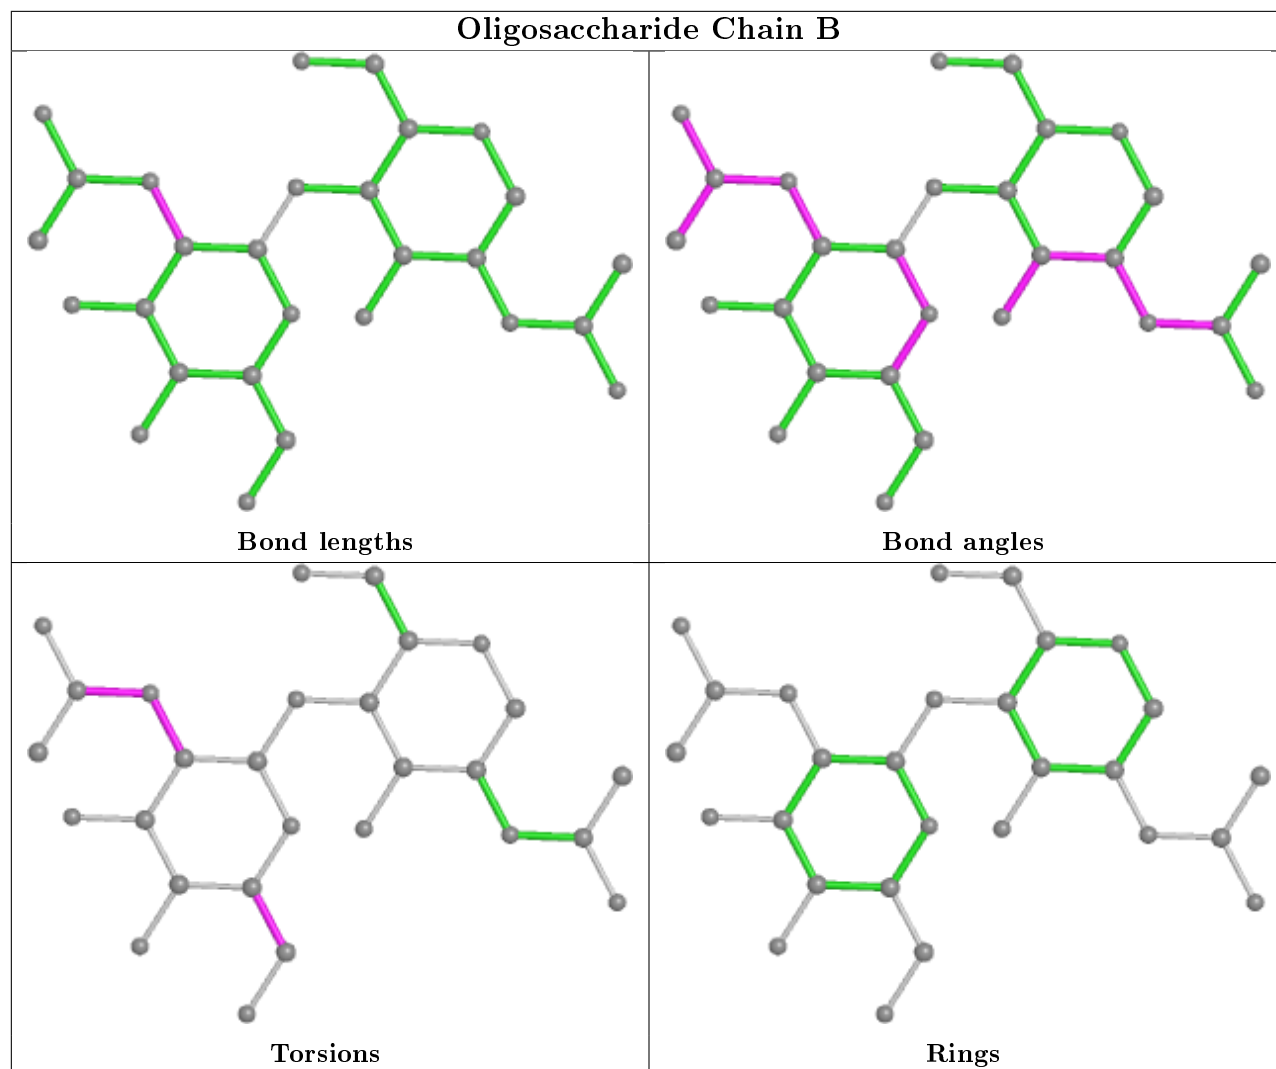 Oligosaccharide Chain B
Bond lengths
Bond angles
Torsions
Rings